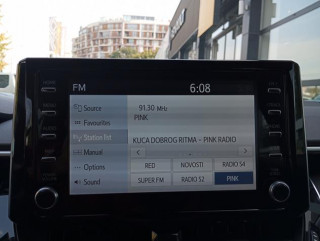 FM 6:08
Source
Favourites
Station list
Manual
Options
Sound
91.30 MHz
PINK
KUCA DOBROG RITMA - PINK RADIO
RED NOVOSTI RADIO S4
SUPER FM RADIO S2 PINK